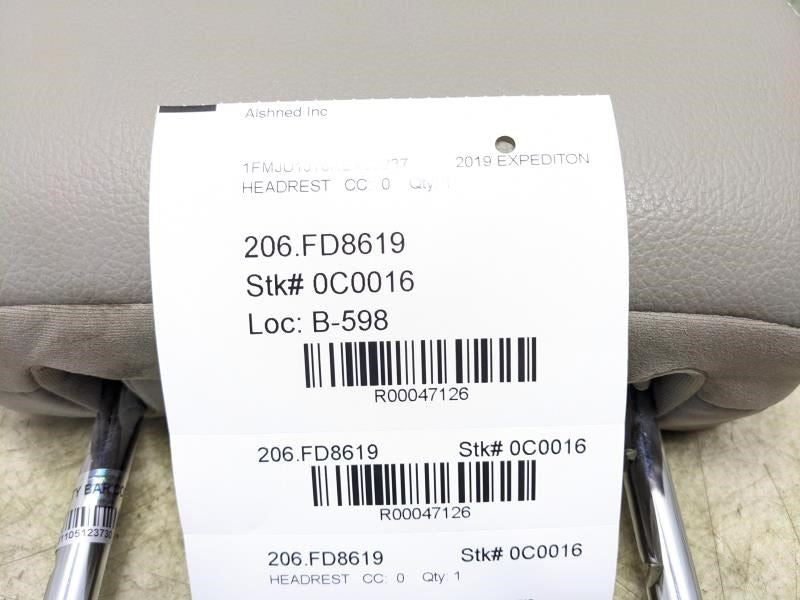 Aishned Inc
2019 EXPEDITON
HEADREST CC: 0 Qty: 1
206.FD8619
Stk# 0C0016
Loc: B-598
R00047126
206.FD8619 Stk# 0C0016
R00047126
206.FD8619 Stk# 0C0016
HEADREST CC: 0 Qty: 1